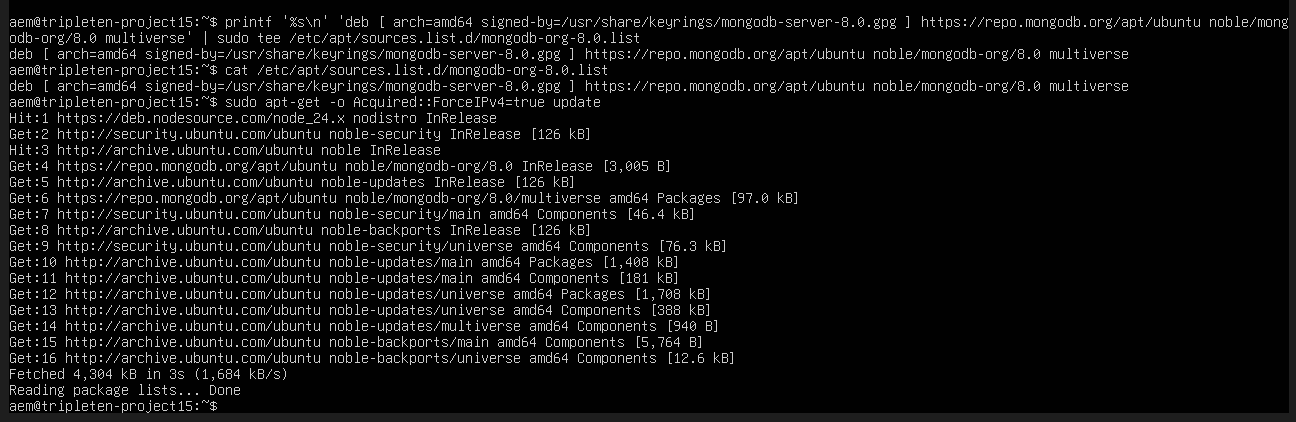 aem@tripleten-project15:~$ printf '%s\n' 'deb [ arch=amd64 signed-by=/usr/share/keyrings/mongodb-server-8.0.gpg ] https://repo.mongodb.org/apt/ubuntu noble/mong
odb-org/8.0 multiverse' | sudo tee /etc/apt/sources.list.d/mongodb-org-8.0.list
deb [ arch=amd64 signed-by=/usr/share/keyrings/mongodb-server-8.0.gpg ] https://repo.mongodb.org/apt/ubuntu noble/mongodb-org/8.0 multiverse
aem@tripleten-project15:~$ cat /etc/apt/sources.list.d/mongodb-org-8.0.list
deb [ arch=amd64 signed-by=/usr/share/keyrings/mongodb-server-8.0.gpg ] https://repo.mongodb.org/apt/ubuntu noble/mongodb-org/8.0 multiverse
aem@tripleten-project15:~$ sudo apt-get -o Acquired::ForceIPv4=true update
Hit:1 https://deb.nodesource.com/node_24.x nodistro InRelease
Get:2 http://security.ubuntu.com/ubuntu noble-security InRelease [126 kB]
Hit:3 http://archive.ubuntu.com/ubuntu noble InRelease
Get:4 https://repo.mongodb.org/apt/ubuntu noble/mongodb-org/8.0 InRelease [3,005 B]
Get:5 http://archive.ubuntu.com/ubuntu noble-updates InRelease [126 kB]
Get:6 https://repo.mongodb.org/apt/ubuntu noble/mongodb-org/8.0/multiverse amd64 Packages [97.0 kB]
Get:7 http://security.ubuntu.com/ubuntu noble-security/main amd64 Components [46.4 kB]
Get:8 http://archive.ubuntu.com/ubuntu noble-backports InRelease [126 kB]
Get:9 http://security.ubuntu.com/ubuntu noble-security/universe amd64 Components [76.3 kB]
Get:10 http://archive.ubuntu.com/ubuntu noble-updates/main amd64 Packages [1,408 kB]
Get:11 http://archive.ubuntu.com/ubuntu noble-updates/main amd64 Components [181 kB]
Get:12 http://archive.ubuntu.com/ubuntu noble-updates/universe amd64 Packages [1,708 kB]
Get:13 http://archive.ubuntu.com/ubuntu noble-updates/universe amd64 Components [388 kB]
Get:14 http://archive.ubuntu.com/ubuntu noble-updates/multiverse amd64 Components [940 B]
Get:15 http://archive.ubuntu.com/ubuntu noble-backports/main amd64 Components [5,764 B]
Get:16 http://archive.ubuntu.com/ubuntu noble-backports/universe amd64 Components [12.6 kB]
Fetched 4,304 kB in 3s (1,684 kB/s)
Reading package lists... Done
aem@tripleten-project15:~$